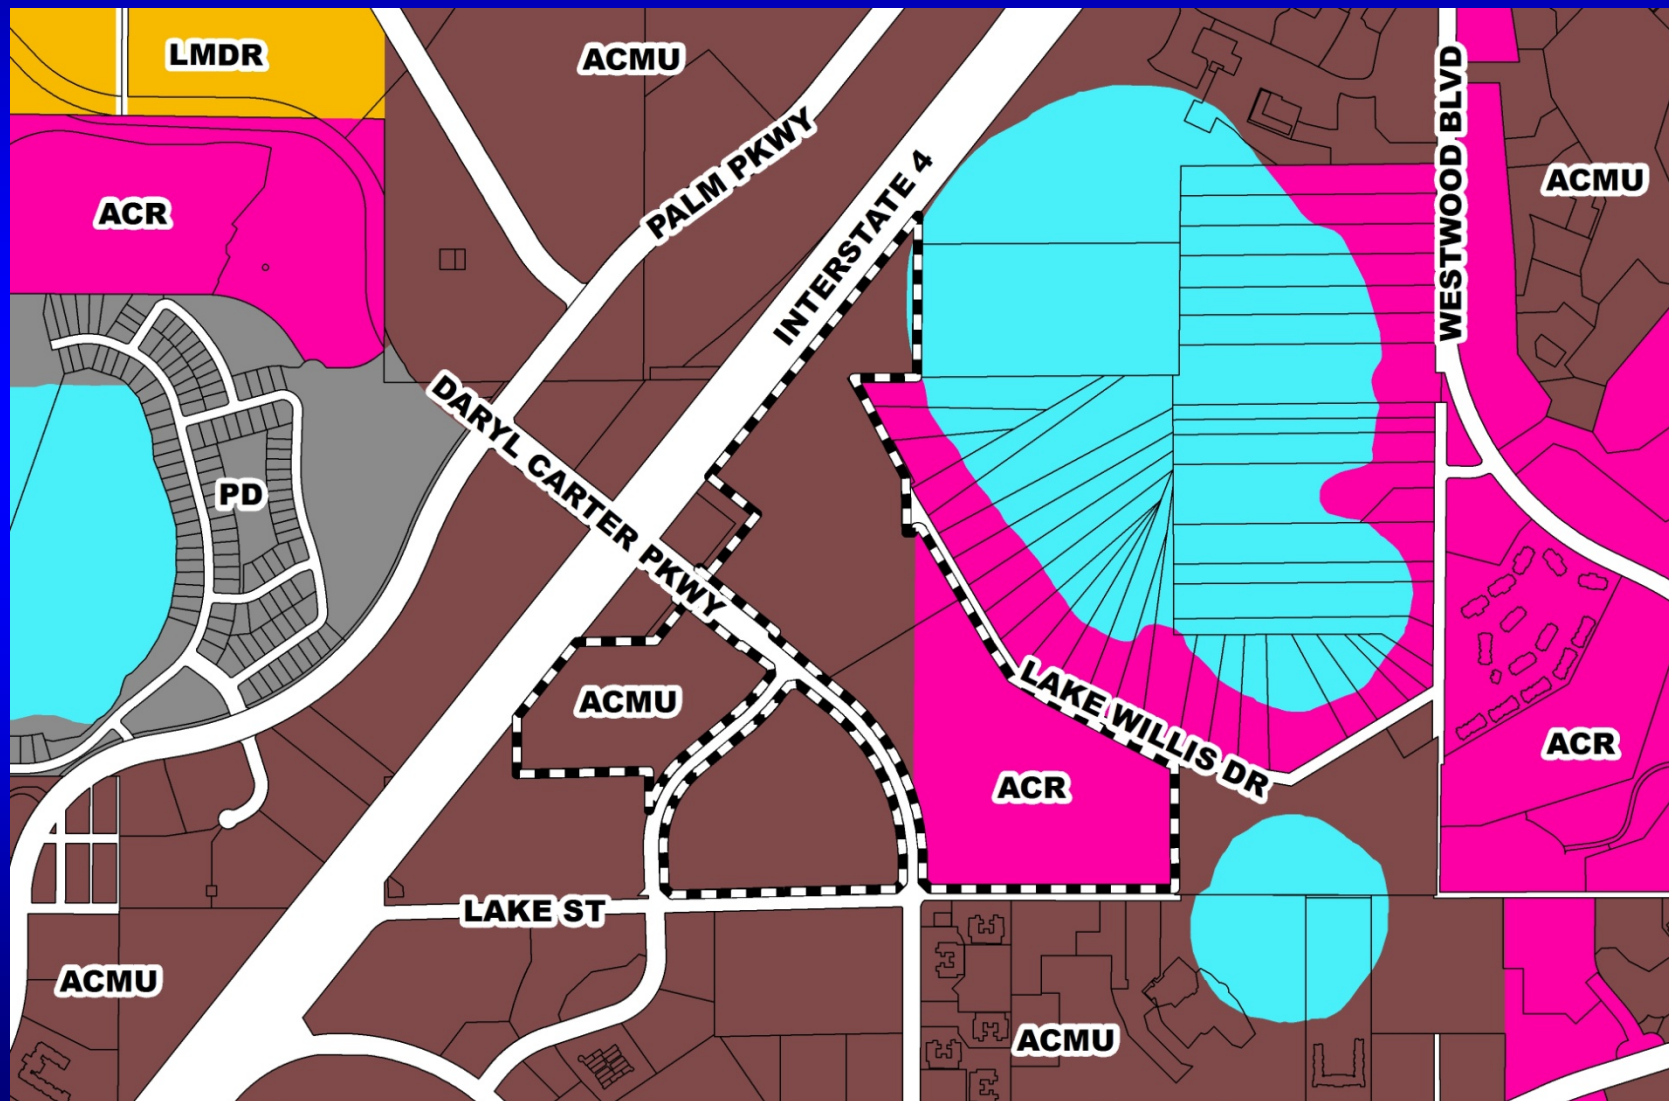 LMDR
ACMU
WESTWOOD BLVD
PALM PKWY
ACR
INTERSTATE 4
ACMU
DARYL CARTER PKWY
PD
ACMU
LAKE WILLIS DR
ACR
ACR
LAKE ST
ACMU
ACMU